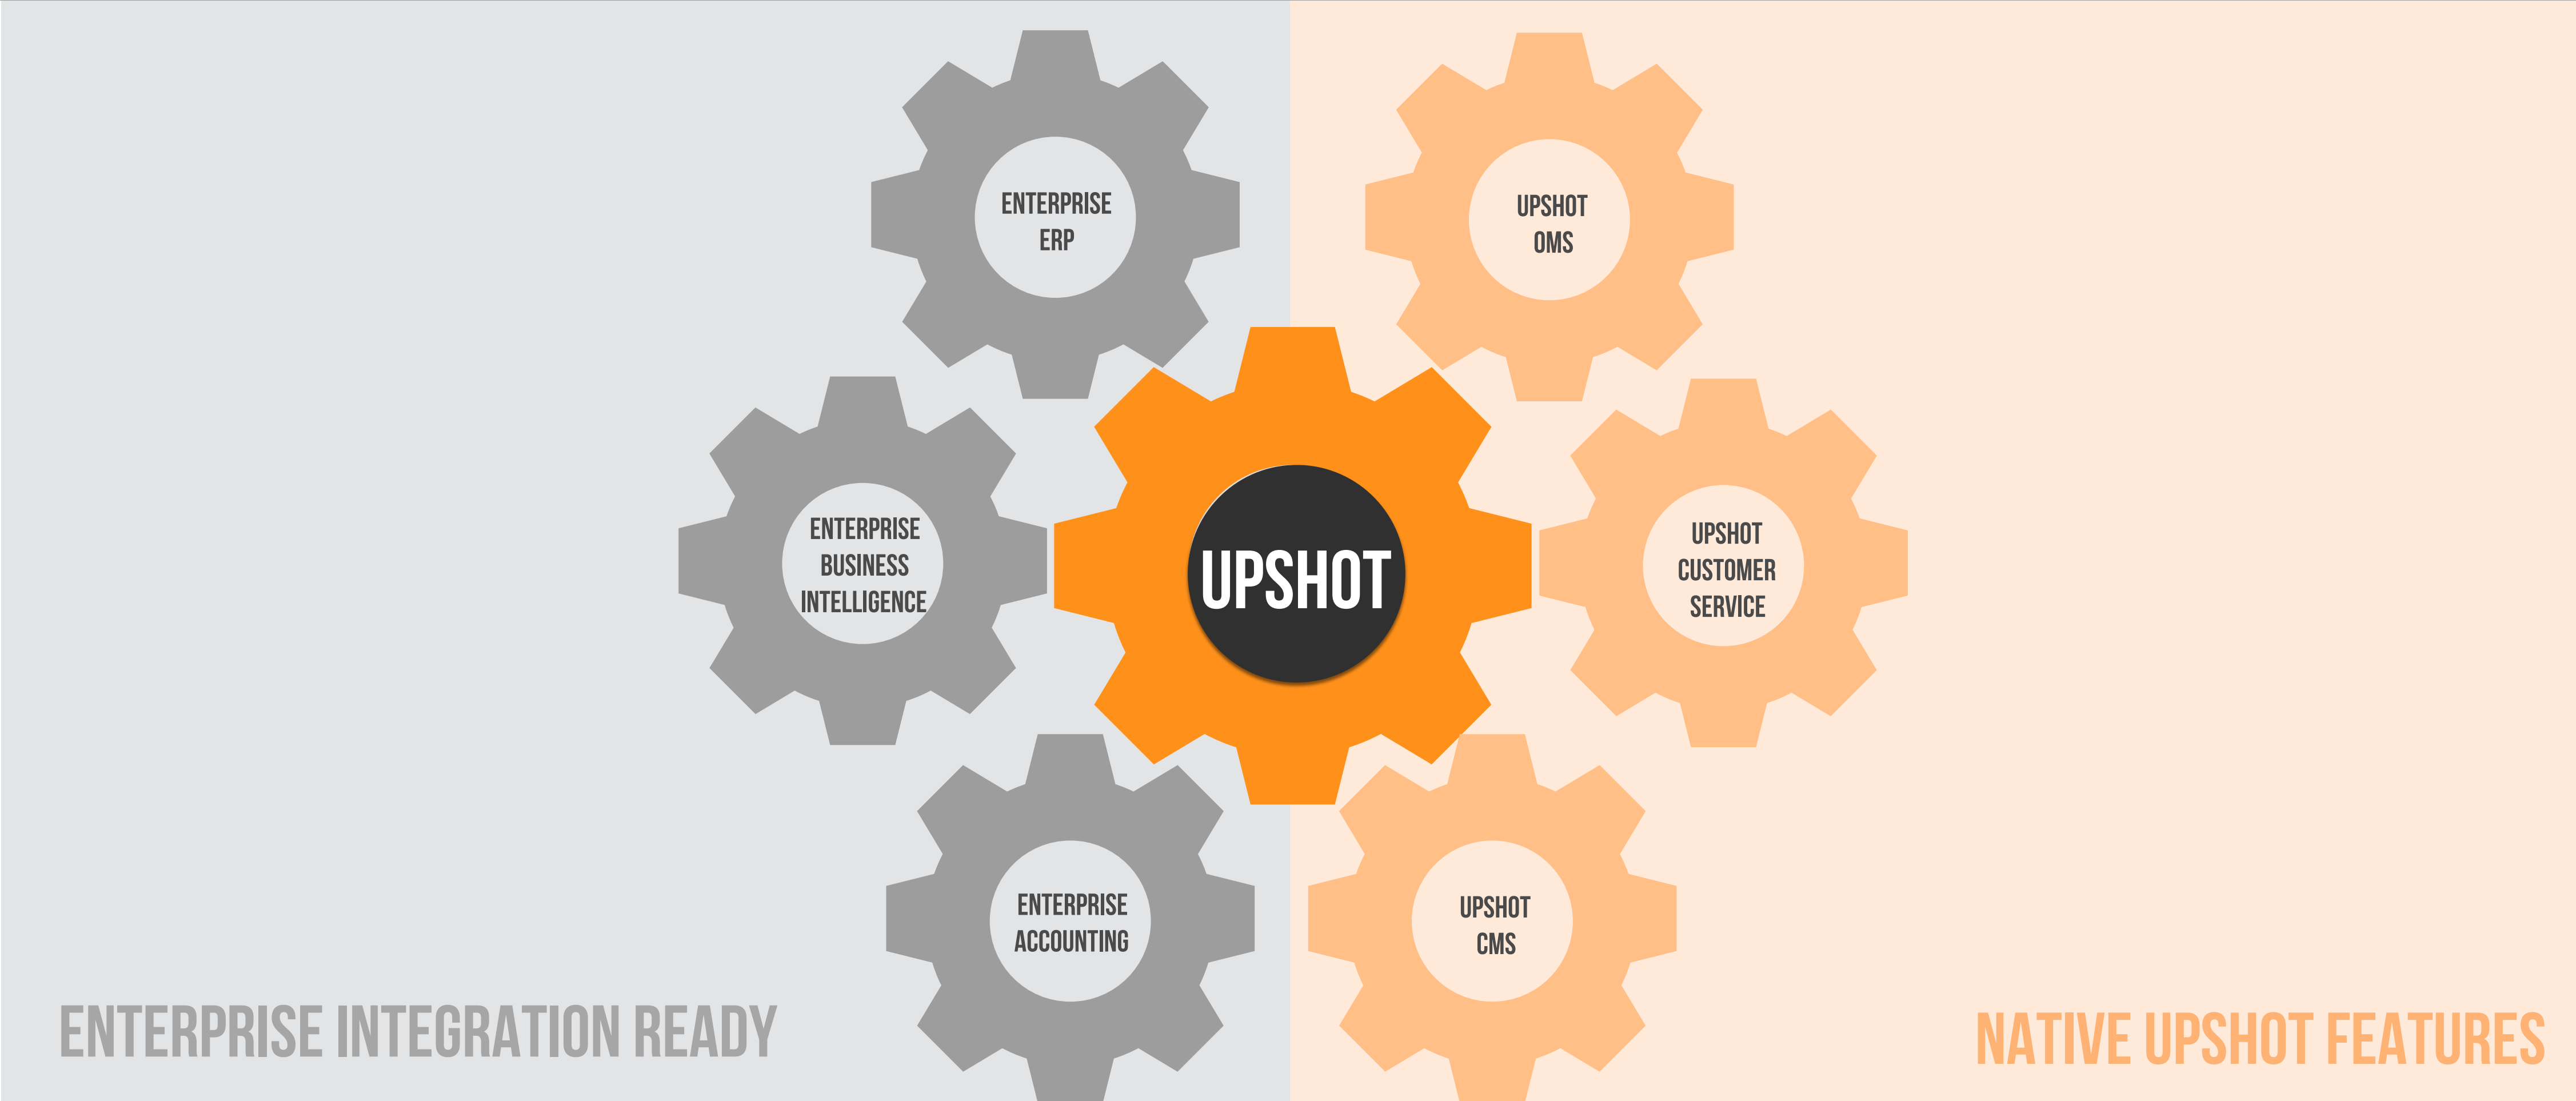 ENTERPRISE
ERP
UPSHOT
OMS
ENTERPRISE
BUSINESS
INTELLIGENCE
UPSHOT
UPSHOT
CUSTOMER
SERVICE
ENTERPRISE
ACCOUNTING
UPSHOT
CMS
ENTERPRISE INTEGRATION READY
NATIVE UPSHOT FEATURES